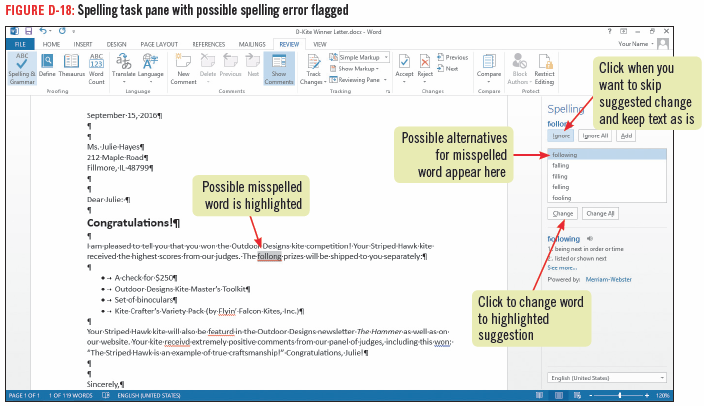 FIGURE D-18: Spelling task pane with possible spelling error flagged
D-Kite Winner Letter.docx - Word
FILE HOME INSERT DESIGN PAGE LAYOUT REFERENCES MAILINGS REVIEW VIEW
Your Name
ABC ABC 123
Spelling & Grammar Define Thesaurus Word Count Translate Language New Comment Delete Previous Next Show Comments Track Changes Simple Markup Show Markup Reviewing Pane Accept Reject Previous Next Compare Block Authors Restrict Editing
Proofing Language Comments Tracking Changes Compare Protect
Click when you
want to skip
suggested change
and keep text as is
September·15,·2016¶
¶
¶
Ms.·Julie·Hayes¶
212·Maple·Road¶
Fillmore,·IL·48799¶
¶
¶
Dear·Julie:·¶
¶
Congratulations!¶
¶
I·am·pleased·to·tell·you·that·you·won·the·Outdoor·Designs·kite·competition!·Your·Striped·Hawk·kite·
received·the·highest·scores·from·our·judges.·The·follong·prizes·will·be·shipped·to·you·separately:¶
¶
•→A·check·for·$250¶
•→Outdoor·Designs·Kite·Master's·Toolkit¶
•→Set·of·binoculars¶
•→Kite·Crafter's·Variety·Pack·(by·Flyin'·Falcon·Kites,·Inc.)¶
¶
Your·Striped·Hawk·kite·will·also·be·featurd·in·the·Outdoor·Designs·newsletter·The·Hammer·as·well·as·on·
our·website.·Your·kite·receivd·extremely·positive·comments·from·our·panel·of·judges,·including·this·won:·
"The·Striped·Hawk·is·an·example·of·true·craftsmanship!"·Congratulations,·Julie!¶
¶
¶
Sincerely,¶
Possible misspelled
word is highlighted
Possible alternatives
for misspelled
word appear here
Spelling
follong
Ignore Ignore All Add
following
falling
filling
felling
fooling
Change Change All
following
1. being next in order or time
2. listed or shown next
See more...
Powered by: Merriam-Webster
Click to change word
to highlighted
suggestion
English (United States)
PAGE 1 OF 1 1 OF 119 WORDS ENGLISH (UNITED STATES) 120%